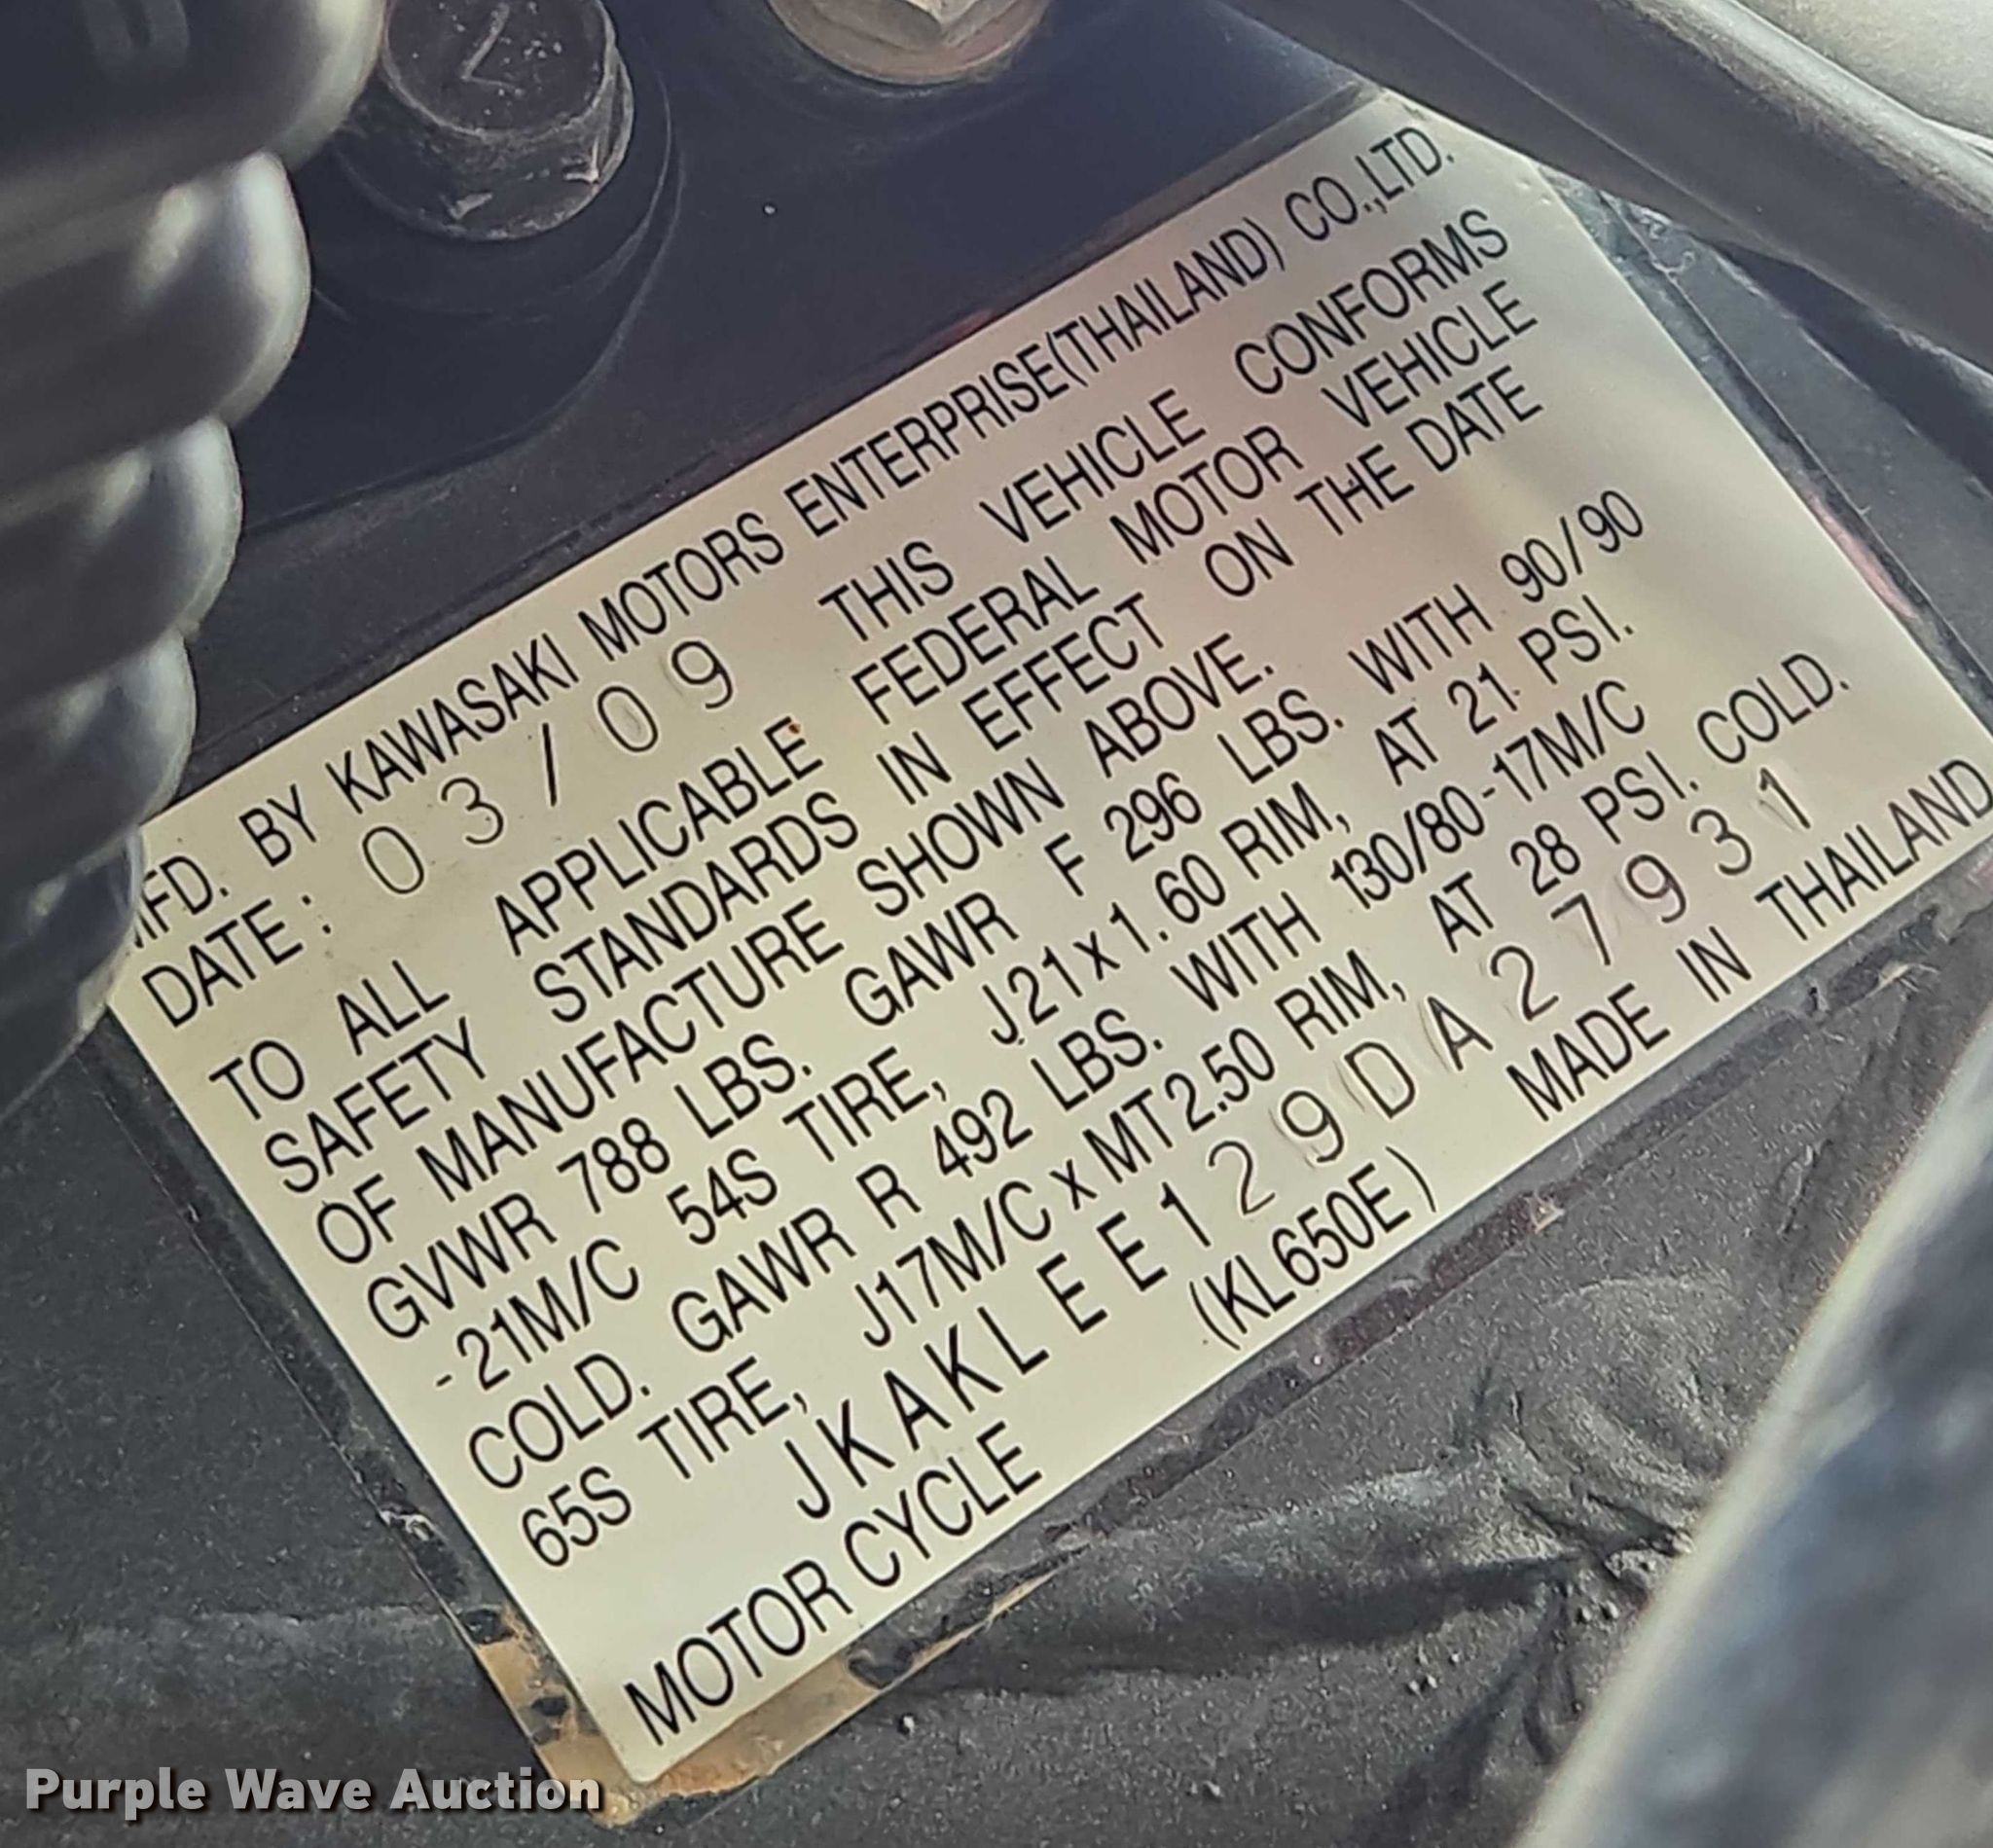 MFD. BY KAWASAKI MOTORS ENTERPRISE(THAILAND) CO.,LTD.
DATE: 03/09 THIS VEHICLE CONFORMS
TO ALL APPLICABLE FEDERAL MOTOR VEHICLE
SAFETY STANDARDS IN EFFECT ON THE DATE
OF MANUFACTURE SHOWN ABOVE.
GVWR 788 LBS. GAWR F 296 LBS. WITH 90/90
-21M/C 54S TIRE, J21x1.60 RIM, AT 21 PSI.
COLD. GAWR R 492 LBS. WITH 130/80-17M/C
65S TIRE, J17M/C x MT2.50 RIM, AT 28 PSI. COLD.
JKAKLEE129DA27931
MOTOR CYCLE (KL650E) MADE IN THAILAND
Purple Wave Auction